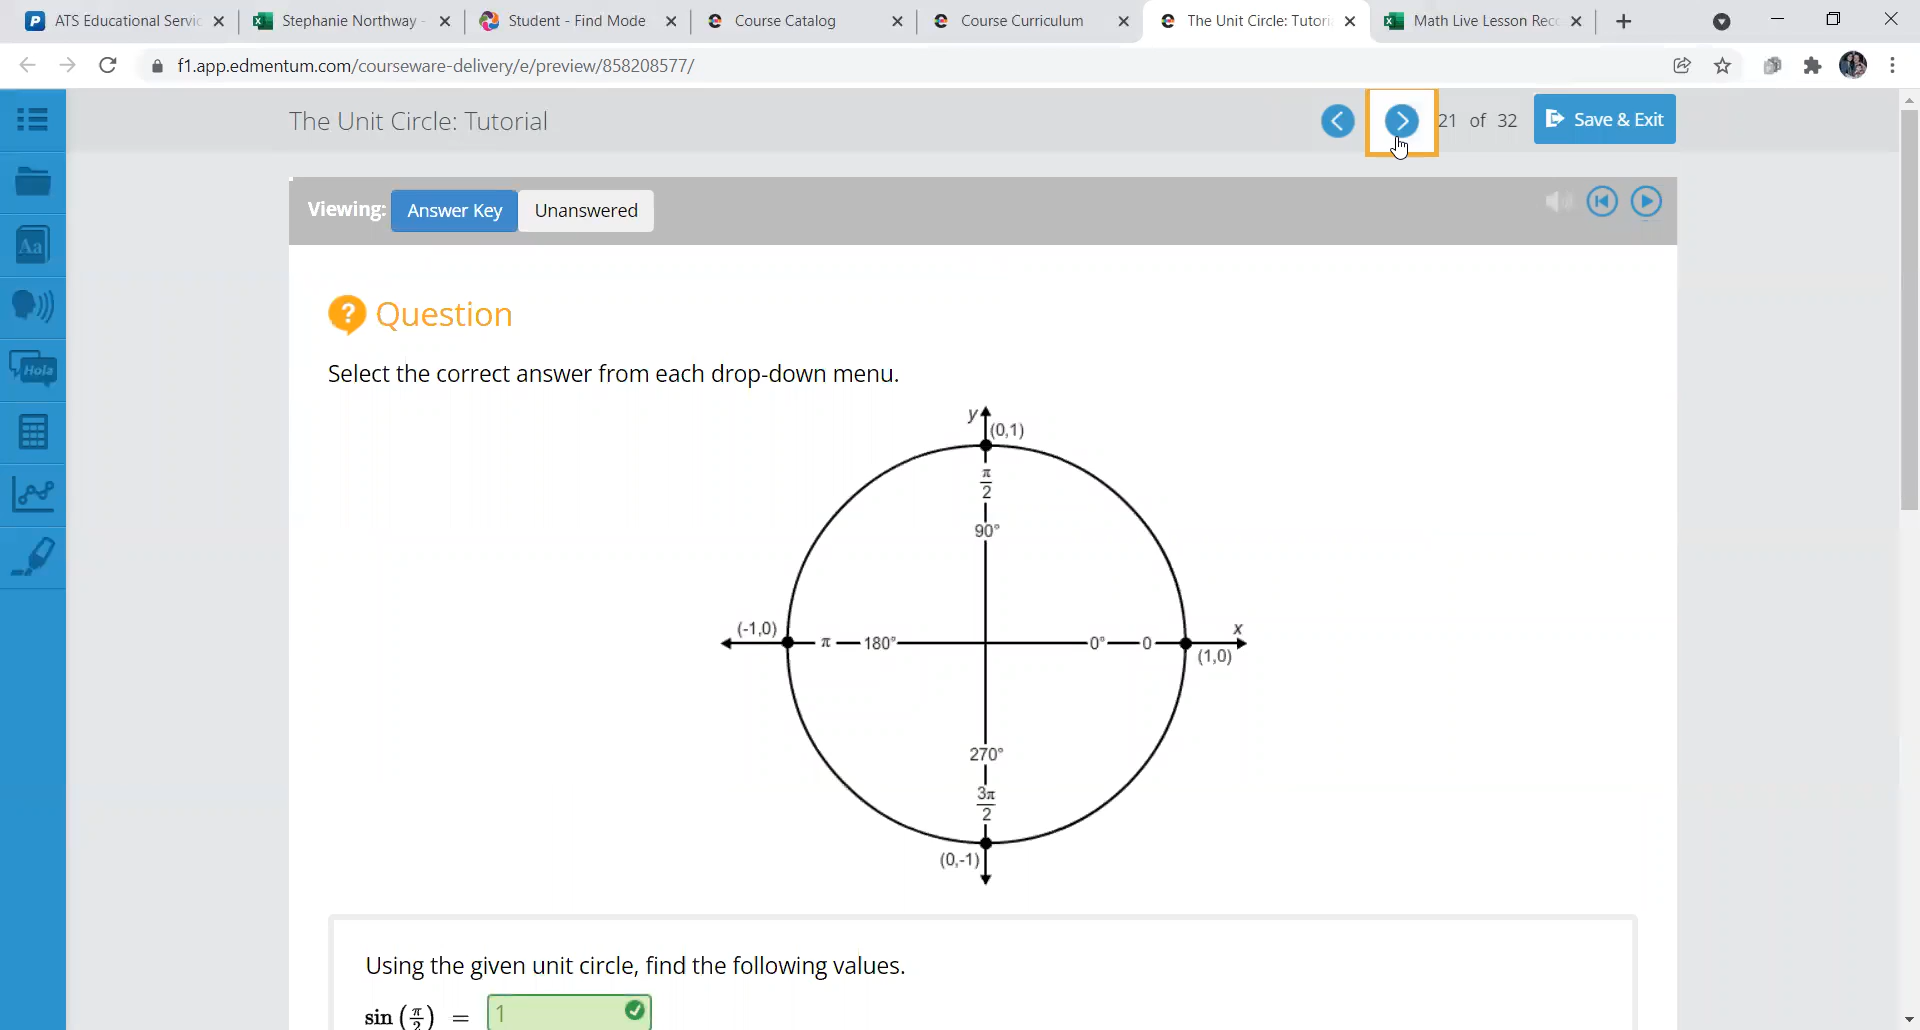 ATS Educational Servic
Stephanie Northway -
Student - Find Mode
Course Catalog
Course Curriculum
The Unit Circle: Tutori
Math Live Lesson Rec
f1.app.edmentum.com/courseware-delivery/e/preview/858208577/
The Unit Circle: Tutorial
21 of 32
Save & Exit
Viewing: Answer Key Unanswered
Aa
Hola
? Question
Select the correct answer from each drop-down menu.
y
(0,1)
π
2
90°
(-1,0)
π 180° 0° 0
x
(1,0)
270°
3π
2
(0,-1)
Using the given unit circle, find the following values.
sin (π/2) = 1